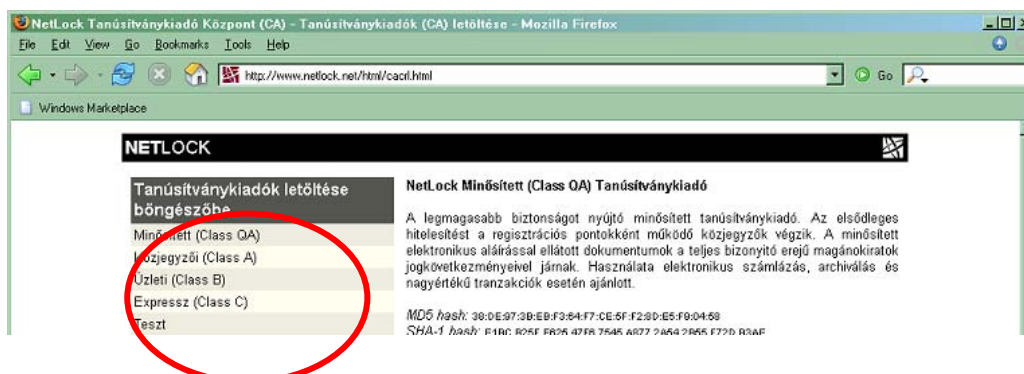 NetLock Tanúsítványkiadó Központ (CA) - Tanúsítványkiadók (CA) letöltése - Mozilla Firefox
File Edit View Go Bookmarks Tools Help
http://www.netlock.net/html/cacrl.html
Go
Windows Marketplace
NETLOCK
Tanúsítványkiadók letöltése
böngészőbe
Minősített (Class QA)
Közjegyzői (Class A)
Üzleti (Class B)
Expressz (Class C)
Teszt
NetLock Minősített (Class QA) Tanúsítványkiadó
A legmagasabb biztonságot nyújtó minősített tanúsítványkiadó. Az elsődleges
hitelesítést a regisztrációs pontokként működő közjegyzők végzik. A minősített
elektronikus aláírással ellátott dokumentumok a teljes bizonyító erejű magánokiratok
jogkövetkezményeivel járnak. Használata elektronikus számlázás, archiválás és
nagyértékű tranzakciók esetén ajánlott.
MD5 hash: 38:DE:97:3B:EB:F3:64:F7:CE:5F:F2:8D:E5:F9:04:58
SHA-1 hash: